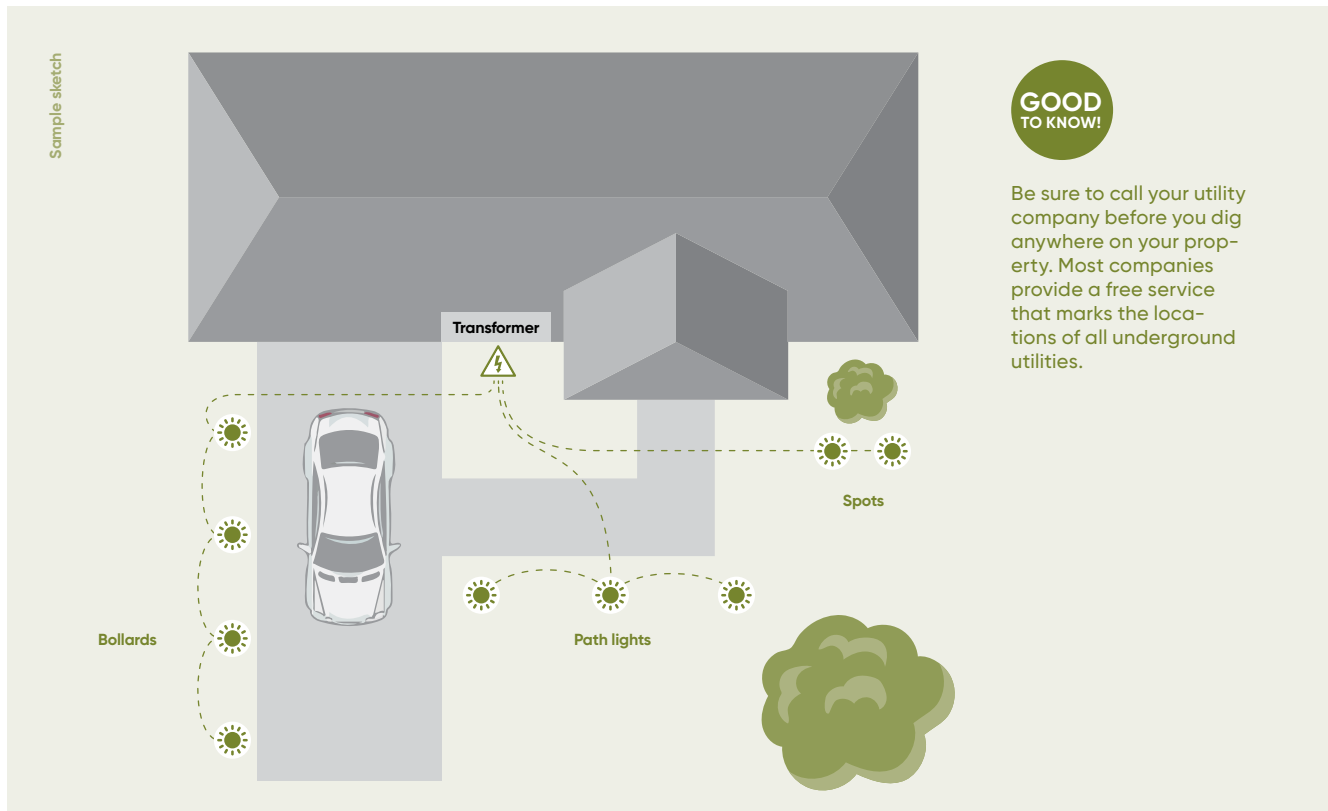 Sample sketch
GOOD
TO KNOW!
Be sure to call your utility
company before you dig
anywhere on your prop-
erty. Most companies
provide a free service
that marks the loca-
tions of all underground
utilities.
Transformer
Spots
Bollards
Path lights